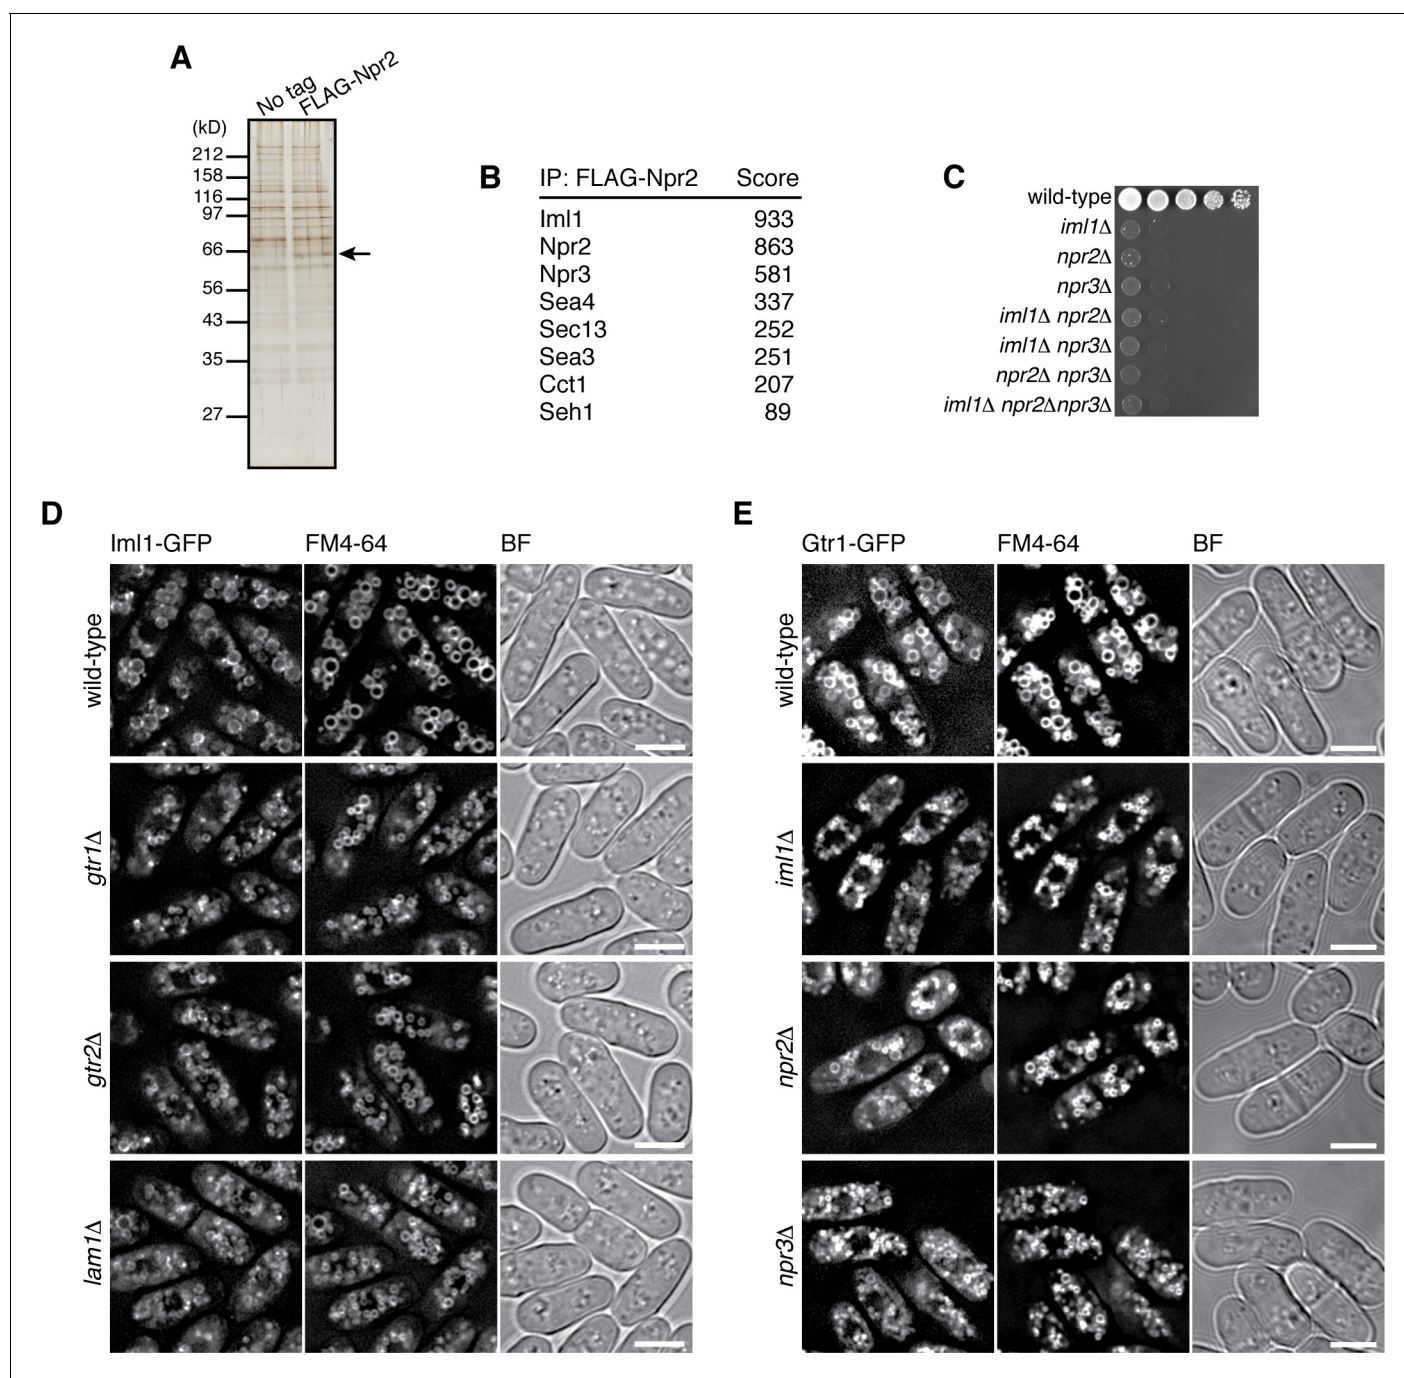 A
No tag
FLAG-Npr2
(kD)
212
158
116
97
66
56
43
35
27
B
IP: FLAG-Npr2 Score
Iml1 933
Npr2 863
Npr3 581
Sea4 337
Sec13 252
Sea3 251
Cct1 207
Seh1 89
C
wild-type
iml1Δ
npr2Δ
npr3Δ
iml1Δ npr2Δ
iml1Δ npr3Δ
npr2Δ npr3Δ
iml1Δ npr2Δnpr3Δ
D
Iml1-GFP FM4-64 BF
wild-type
gtr1Δ
gtr2Δ
lam1Δ
E
Gtr1-GFP FM4-64 BF
wild-type
iml1Δ
npr2Δ
npr3Δ